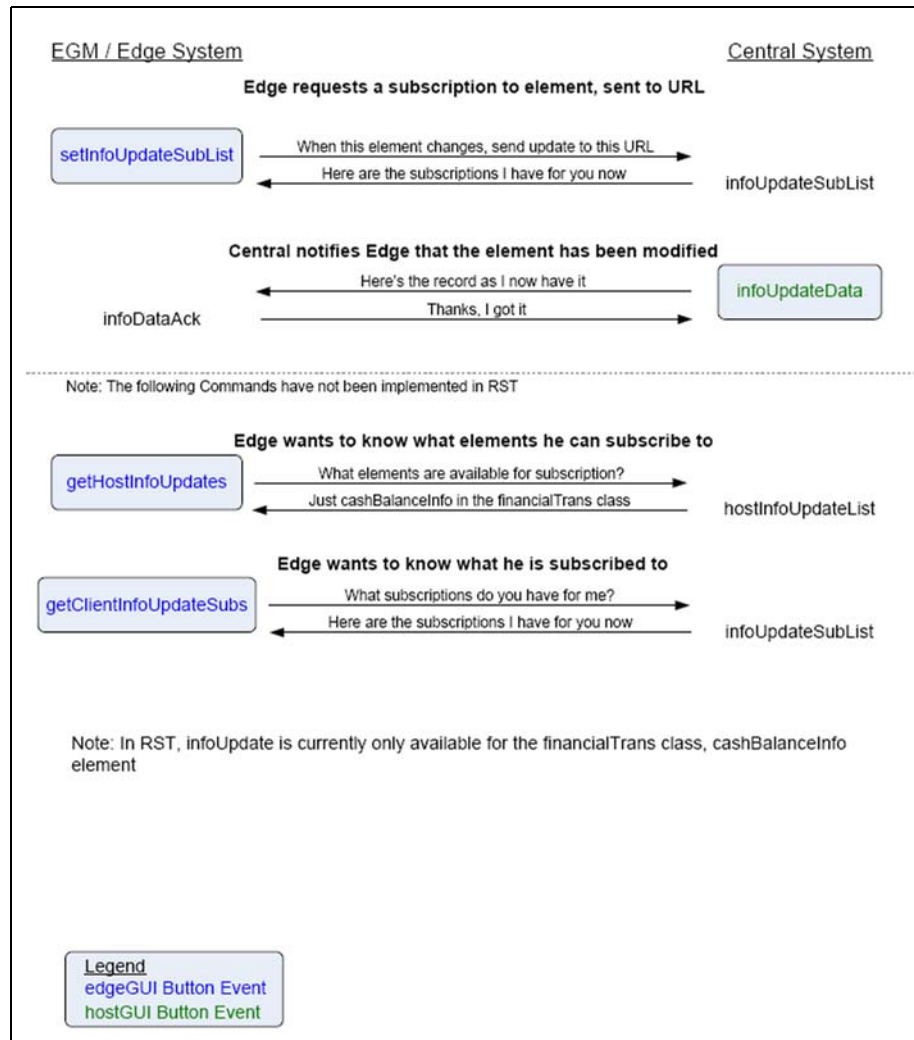 EGM / Edge System
Central System
Edge requests a subscription to element, sent to URL
setInfoUpdateSubList
When this element changes, send update to this URL
Here are the subscriptions I have for you now
infoUpdateSubList
Central notifies Edge that the element has been modified
Here's the record as I now have it
infoUpdateData
Thanks, I got it
infoDataAck
Note: The following Commands have not been implemented in RST
Edge wants to know what elements he can subscribe to
getHostInfoUpdates
What elements are available for subscription?
Just cashBalanceInfo in the financialTrans class
hostInfoUpdateList
Edge wants to know what he is subscribed to
getClientInfoUpdateSubs
What subscriptions do you have for me?
Here are the subscriptions I have for you now
infoUpdateSubList
Note: In RST, infoUpdate is currently only available for the financialTrans class, cashBalanceInfo
element
Legend
edgeGUI Button Event
hostGUI Button Event